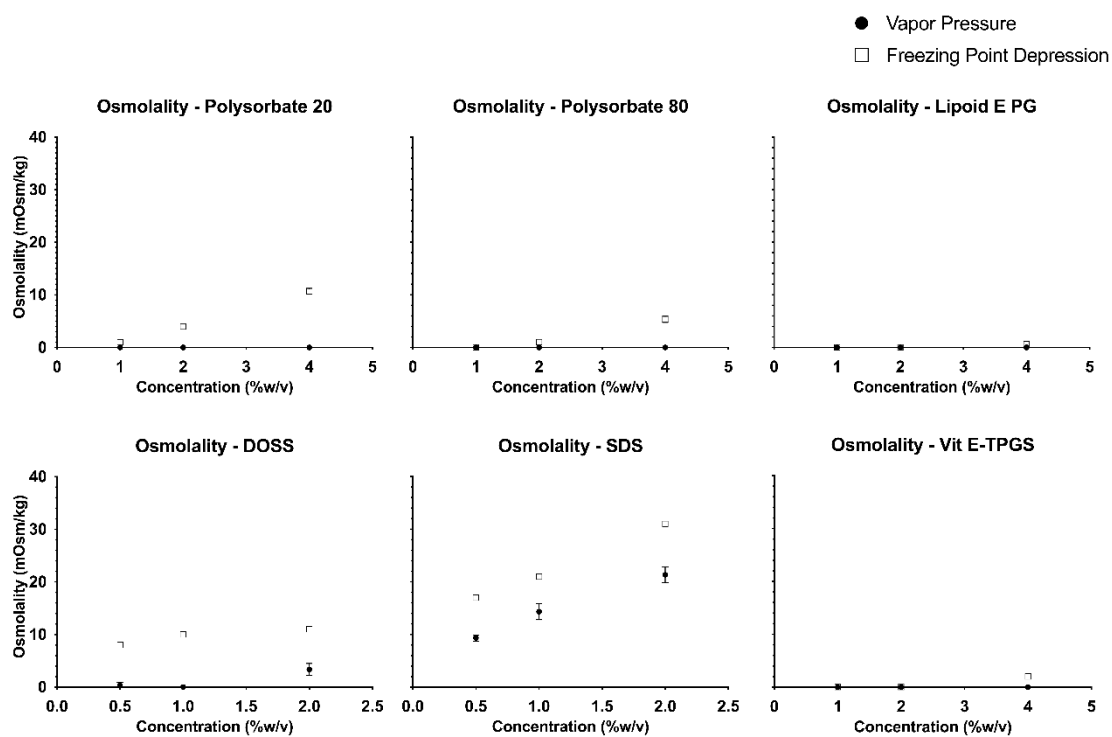 Vapor Pressure
Freezing Point Depression
Osmolality - Polysorbate 20
Osmolality (mOsm/kg)
40
30
20
10
0
0 1 2 3 4 5
Concentration (%w/v)
Osmolality - Polysorbate 80
0 1 2 3 4 5
Concentration (%w/v)
Osmolality - Lipoid E PG
0 1 2 3 4 5
Concentration (%w/v)
Osmolality - DOSS
Osmolality (mOsm/kg)
40
30
20
10
0
0.0 0.5 1.0 1.5 2.0 2.5
Concentration (%w/v)
Osmolality - SDS
0.0 0.5 1.0 1.5 2.0 2.5
Concentration (%w/v)
Osmolality - Vit E-TPGS
0 1 2 3 4 5
Concentration (%w/v)